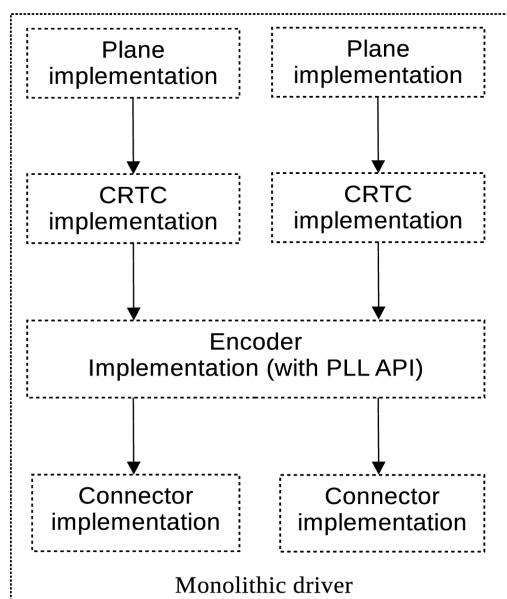 Plane
implementation
Plane
implementation
CRTC
implementation
CRTC
implementation
Encoder
Implementation (with PLL API)
Connector
implementation
Connector
implementation
Monolithic driver